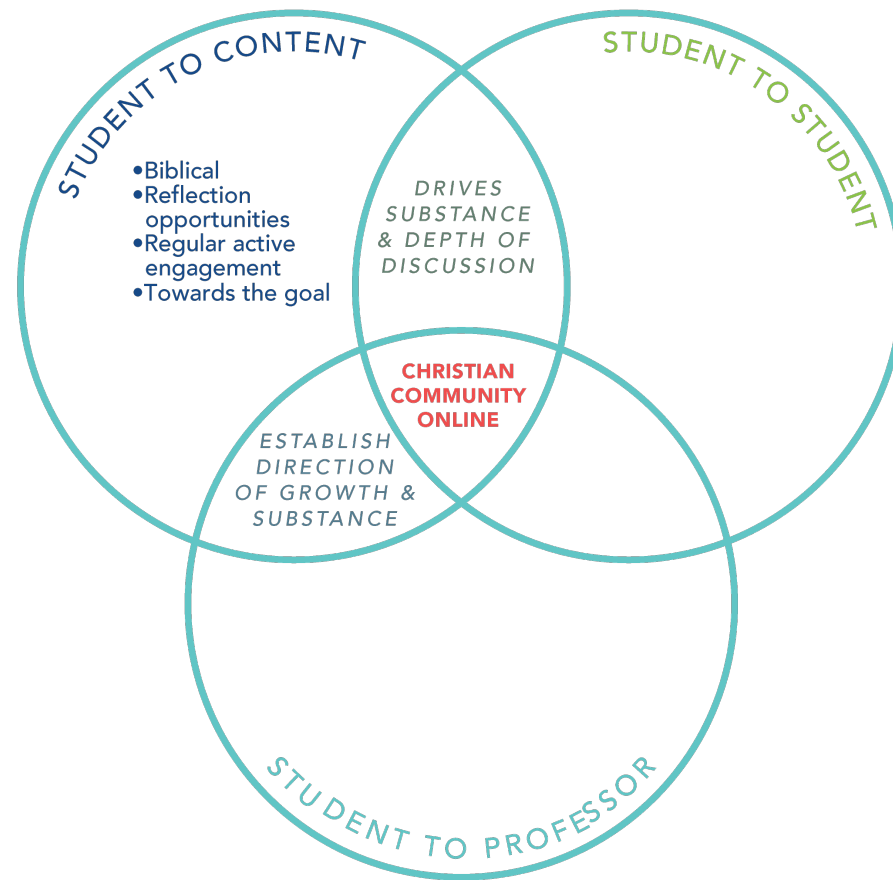 STUDENT TO CONTENT
STUDENT TO STUDENT
•Biblical
•Reflection
opportunities
•Regular active
engagement
•Towards the goal
DRIVES
SUBSTANCE
& DEPTH OF
DISCUSSION
CHRISTIAN
COMMUNITY
ONLINE
ESTABLISH
DIRECTION
OF GROWTH &
SUBSTANCE
STUDENT TO PROFESSOR